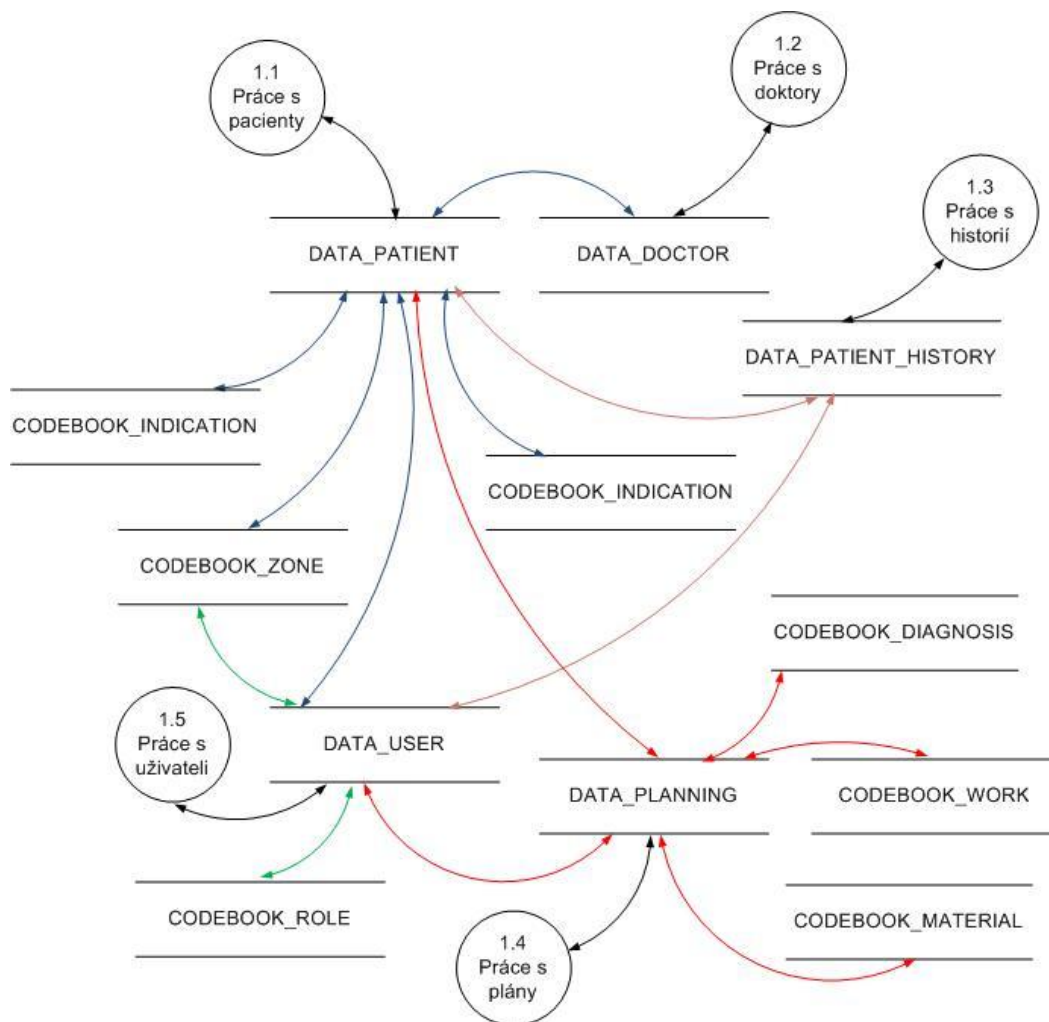 1.1
Práce s
pacienty
1.2
Práce s
doktory
1.3
Práce s
historií
DATA_PATIENT
DATA_DOCTOR
DATA_PATIENT_HISTORY
CODEBOOK_INDICATION
CODEBOOK_INDICATION
CODEBOOK_ZONE
CODEBOOK_DIAGNOSIS
1.5
Práce s
uživateli
DATA_USER
DATA_PLANNING
CODEBOOK_WORK
CODEBOOK_ROLE
CODEBOOK_MATERIAL
1.4
Práce s
plány